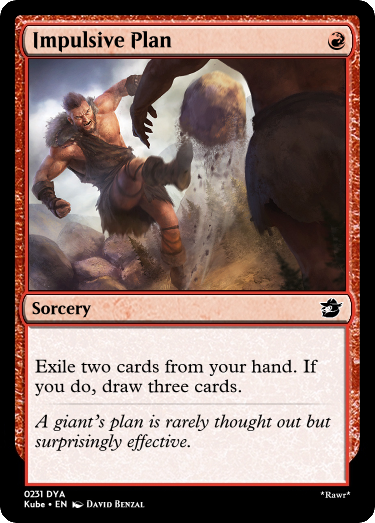 Impulsive Plan
Sorcery
Exile two cards from your hand. If
you do, draw three cards.
A giant's plan is rarely thought out but
surprisingly effective.
0231 DYA
Kube • EN David Benzal
*Rawr*